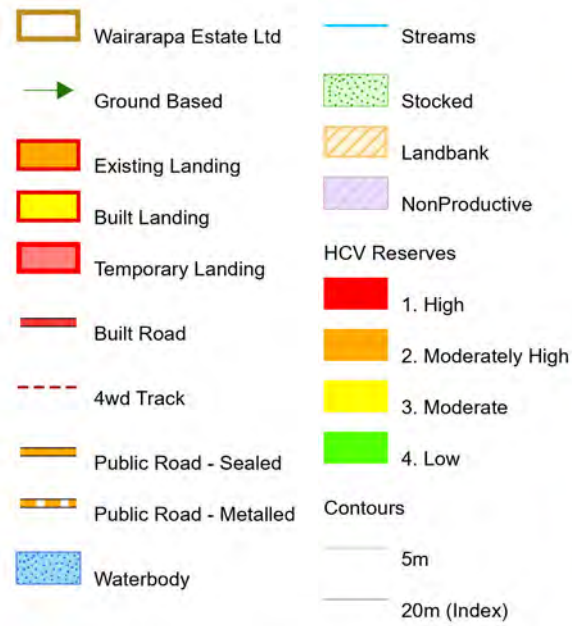 Wairarapa Estate Ltd
Ground Based
Existing Landing
Built Landing
Temporary Landing
Built Road
4wd Track
Public Road - Sealed
Public Road - Metalled
Waterbody
Streams
Stocked
Landbank
NonProductive
HCV Reserves
1. High
2. Moderately High
3. Moderate
4. Low
Contours
5m
20m (Index)